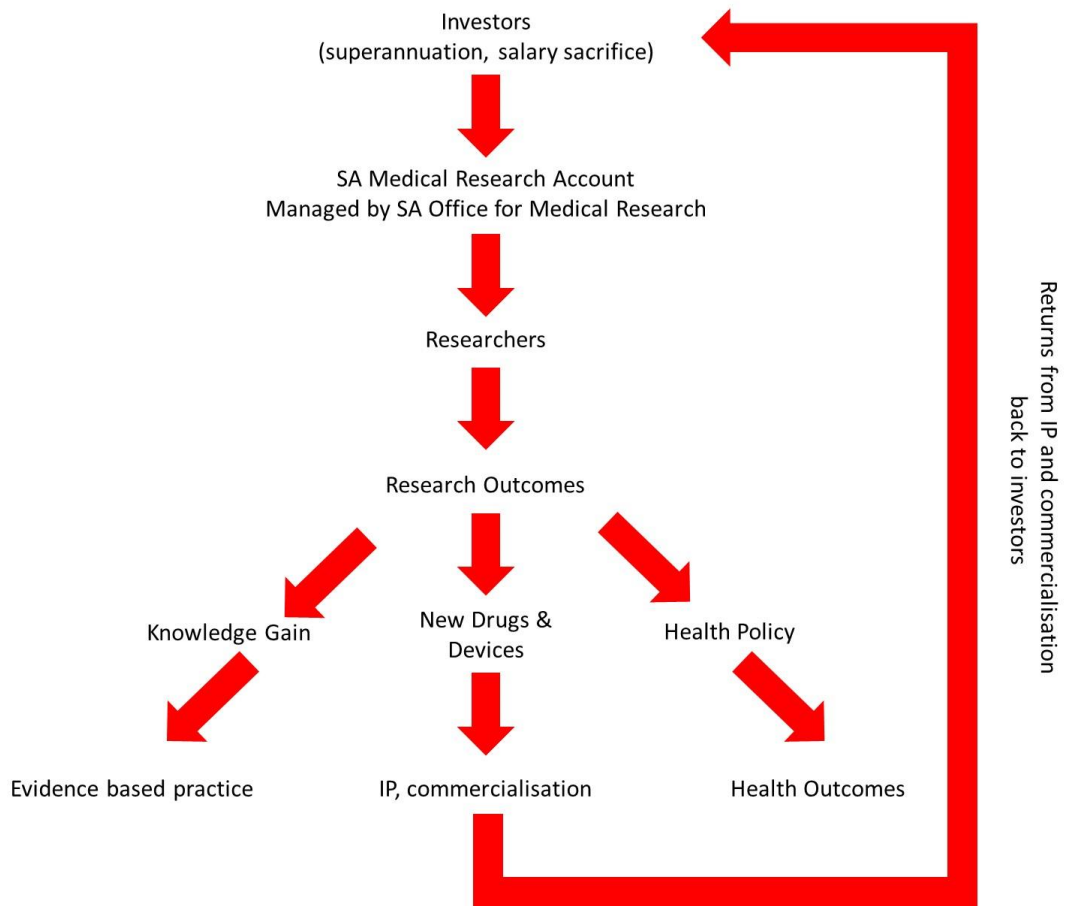 Investors
(superannuation, salary sacrifice)
SA Medical Research Account
Managed by SA Office for Medical Research
Researchers
Research Outcomes
Knowledge Gain
New Drugs &
Devices
Health Policy
Evidence based practice
IP, commercialisation
Health Outcomes
Returns from IP and commercialisation
back to investors